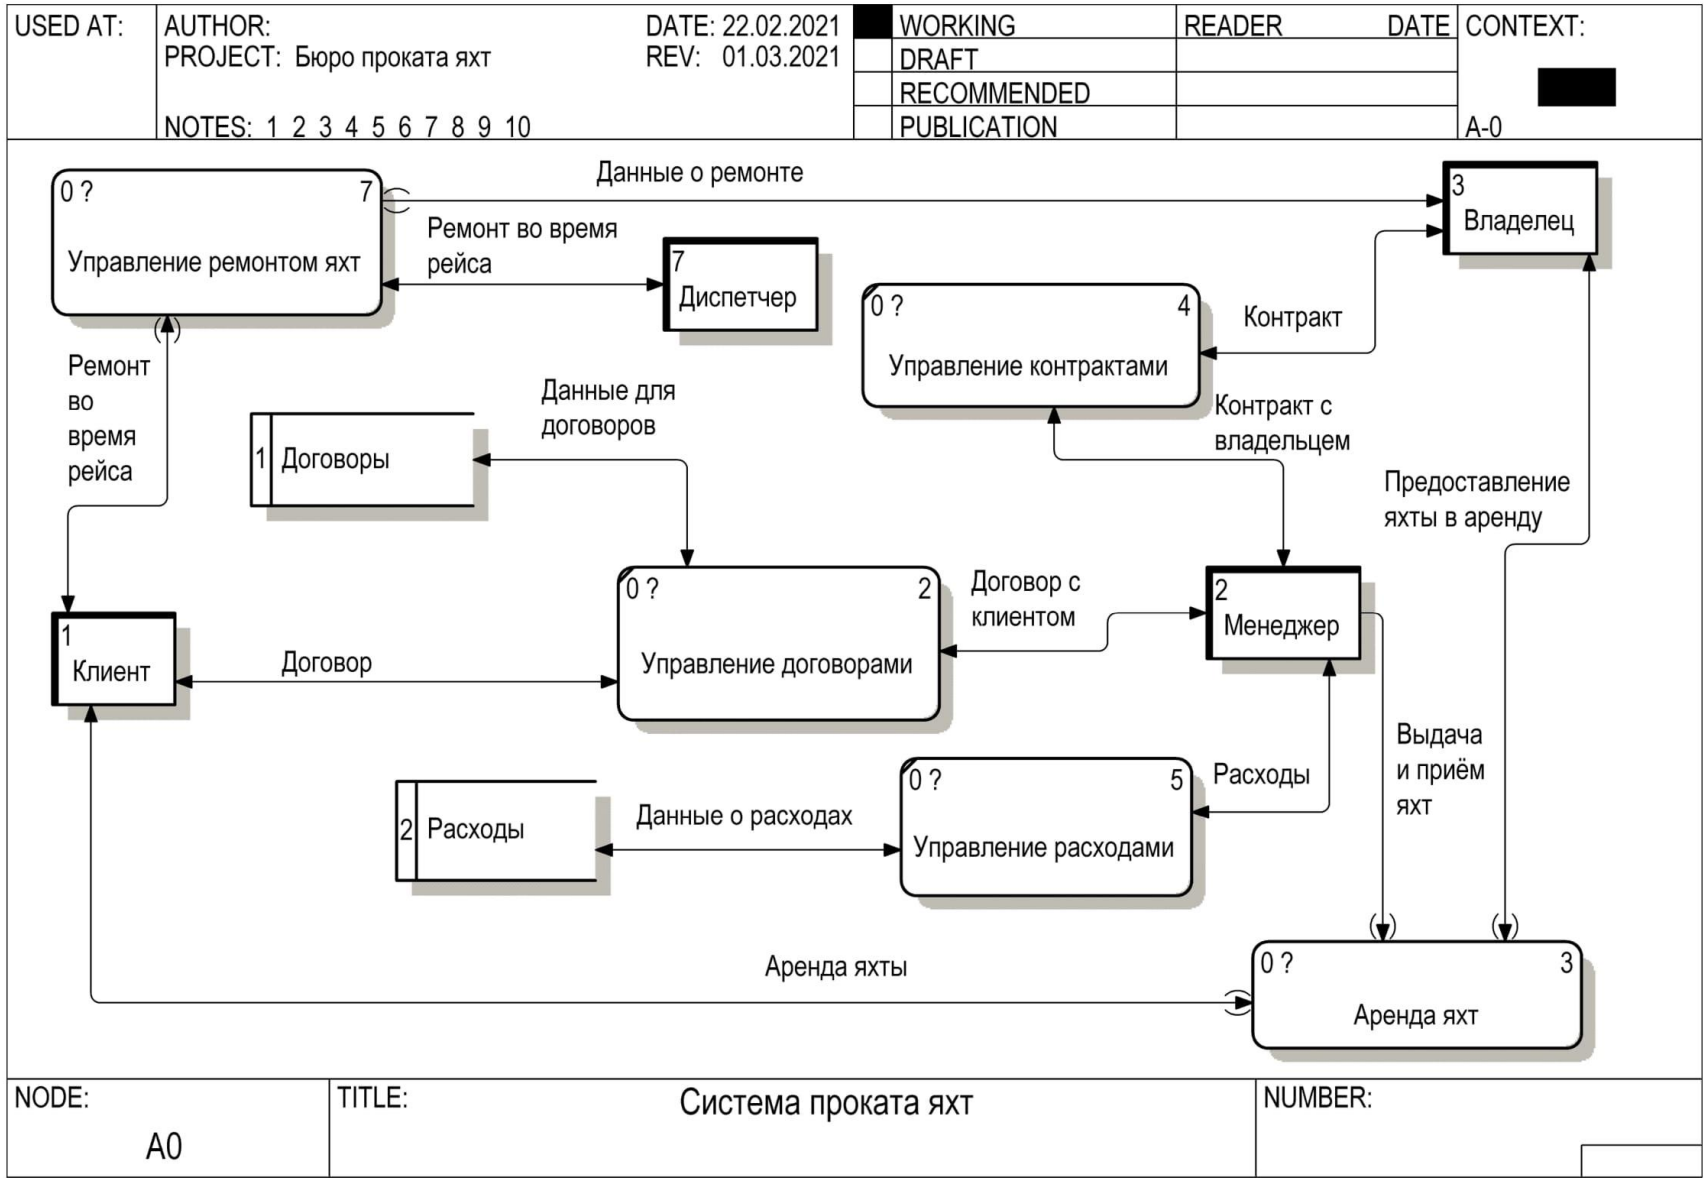 USED AT:
AUTHOR:
DATE: 22.02.2021
PROJECT: Бюро проката яхт
REV: 01.03.2021
NOTES: 1 2 3 4 5 6 7 8 9 10
WORKING
DRAFT
RECOMMENDED
PUBLICATION
READER
DATE
CONTEXT:
A-0
0 ?
7
Управление ремонтом яхт
Данные о ремонте
3
Владелец
Ремонт во время
рейса
7
Диспетчер
0 ?
4
Управление контрактами
Контракт
Ремонт
во
время
рейса
Данные для
договоров
1
Договоры
Контракт с
владельцем
Предоставление
яхты в аренду
0 ?
2
Управление договорами
Договор с
клиентом
2
Менеджер
1
Клиент
Договор
Выдача
и приём
яхт
0 ?
5
Управление расходами
Расходы
2
Расходы
Данные о расходах
Аренда яхты
0 ?
3
Аренда яхт
NODE:
A0
TITLE:
Система проката яхт
NUMBER: